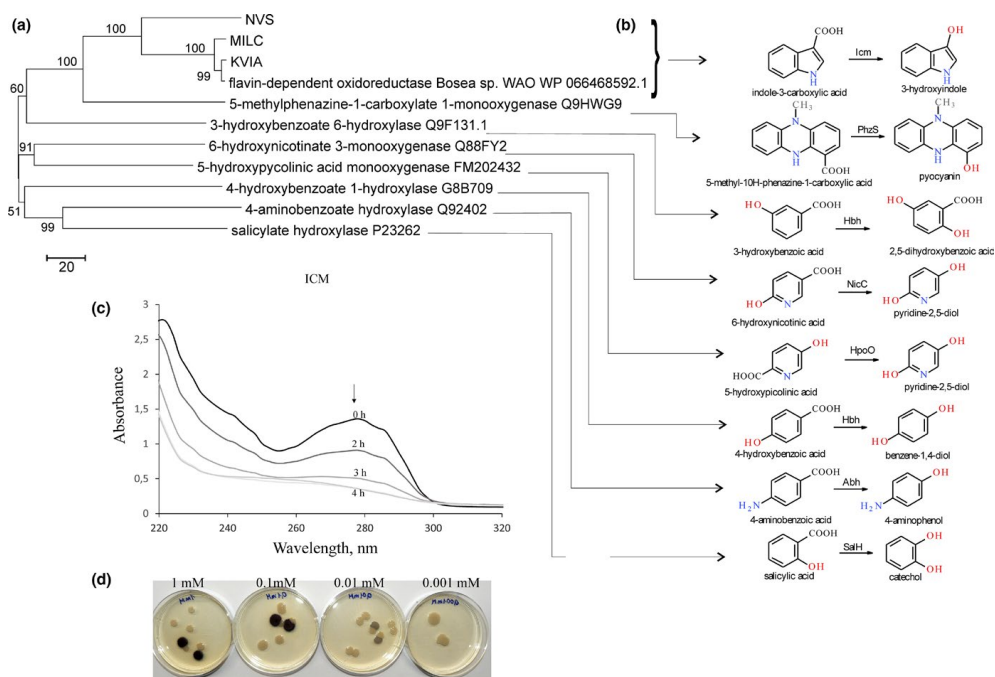 (a)
NVS
MILC
KVIA
flavin-dependent oxidoreductase Bosea sp. WAO WP 066468592.1
5-methylphenazine-1-carboxylate 1-monooxygenase Q9HWG9
3-hydroxybenzoate 6-hydroxylase Q9F131.1
6-hydroxynicotinate 3-monooxygenase Q88FY2
5-hydroxypycolinic acid monooxygenase FM202432
4-hydroxybenzoate 1-hydroxylase G8B709
4-aminobenzoate hydroxylase Q92402
salicylate hydroxylase P23262
100
100
100
99
60
91
51
99
20
(b)
COOH
N
H
Icm
OH
N
H
indole-3-carboxylic acid
3-hydroxyindole
CH3
N
N
H
COOH
PhzS
CH3
N
N
H
OH
5-methyl-10H-phenazine-1-carboxylic acid
pyocyanin
HO
COOH
Hbh
HO
COOH
OH
3-hydroxybenzoic acid
2,5-dihydroxybenzoic acid
COOH
HO
N
NicC
OH
HO
N
6-hydroxynicotinic acid
pyridine-2,5-diol
OH
HOOC
N
HpoO
OH
HO
N
5-hydroxypicolinic acid
pyridine-2,5-diol
COOH
HO
Hbh
OH
HO
4-hydroxybenzoic acid
benzene-1,4-diol
COOH
H2N
Abh
OH
H2N
4-aminobenzoic acid
4-aminophenol
COOH
OH
SalH
OH
OH
salicylic acid
catechol
(c)
ICM
Absorbance
3
2,5
2
1,5
1
0,5
0
0 h
2 h
3 h
4 h
220
240
260
280
300
320
Wavelength, nm
(d)
1 mM
0.1mM
0.01 mM
0.001 mM